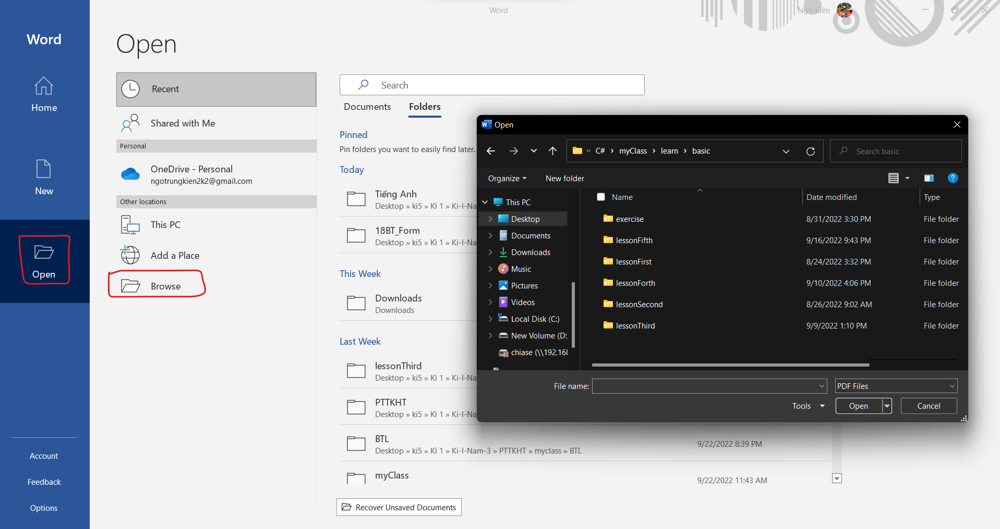 Word
Ngô Kiên
Word
Home
New
Open
Account
Feedback
Options
Open
Recent
Shared with Me
Personal
OneDrive - Personal
ngotrungkien2k2@gmail.com
Other locations
This PC
Add a Place
Browse
Search
Documents Folders
Pinned
Pin folders you want to easily find later.
Today
Tiếng Anh
Desktop » ki5 » Kì 1 » Ki-I-Na
18BT_Form
Desktop » ki5 » Kì 1 » Ki-I-Na
This Week
Downloads
Downloads
Last Week
lessonThird
Desktop » ki5 » Kì 1 » Ki-I-Na
PTTKHT
Desktop » ki5 » Kì 1 » Ki-I-Na
BTL
Desktop » ki5 » Kì 1 » Ki-I-Nam-3 » PTTKHT » myclass » BTL
9/22/2022 8:39 PM
myClass
9/22/2022 11:43 AM
Recover Unsaved Documents
Open
« C# › myClass › learn › basic
Search basic
Organize New folder
This PC
Desktop
Documents
Downloads
Music
Pictures
Videos
Local Disk (C:)
New Volume (D:
chiase (\\192.168
Name Date modified Type
exercise 8/31/2022 3:30 PM File folder
lessonFifth 9/16/2022 9:43 PM File folder
lessonFirst 8/24/2022 3:32 PM File folder
lessonForth 9/10/2022 4:06 PM File folder
lessonSecond 8/26/2022 9:02 AM File folder
lessonThird 9/9/2022 1:10 PM File folder
File name: PDF Files
Tools Open Cancel